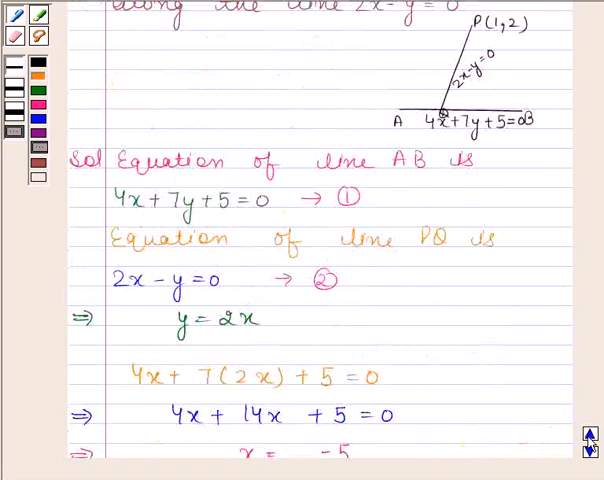 along the line 2x-y=0
P(1,2)
2x-y=0
A 4x+7y+5=0B
Sol Equation of line AB is
4x+7y+5=0 → ①
Equation of line PQ is
2x-y=0 → ②
⇒ y=2x
4x+ 7(2x)+5=0
⇒ 4x+14x +5=0
⇒ x= -5